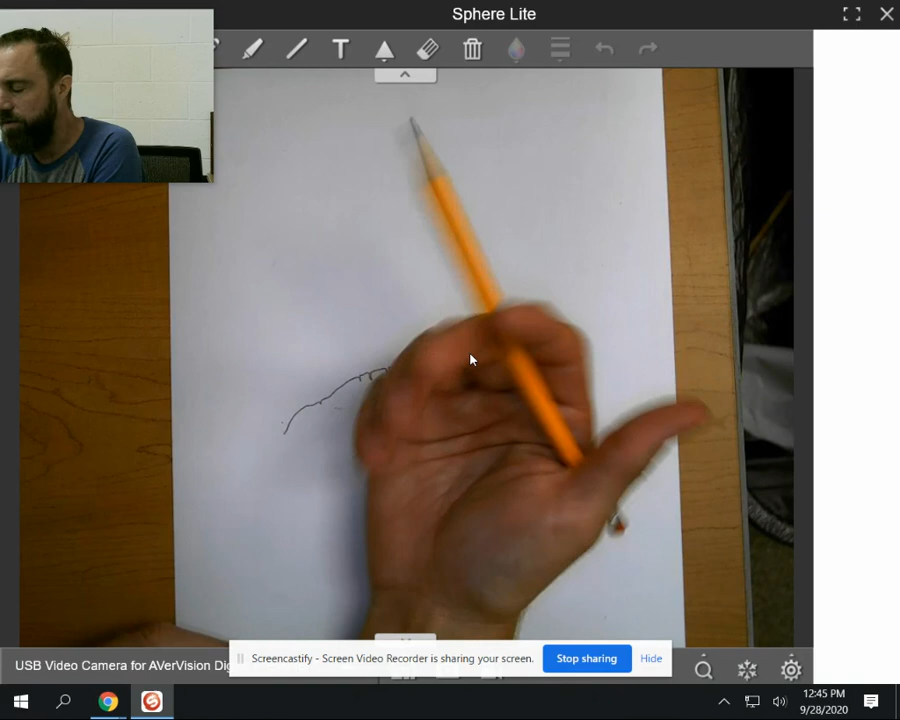 Sphere Lite
T
USB Video Camera for AVerVision Di
Screencastify - Screen Video Recorder is sharing your screen.
Stop sharing
Hide
12:45 PM
9/28/2020